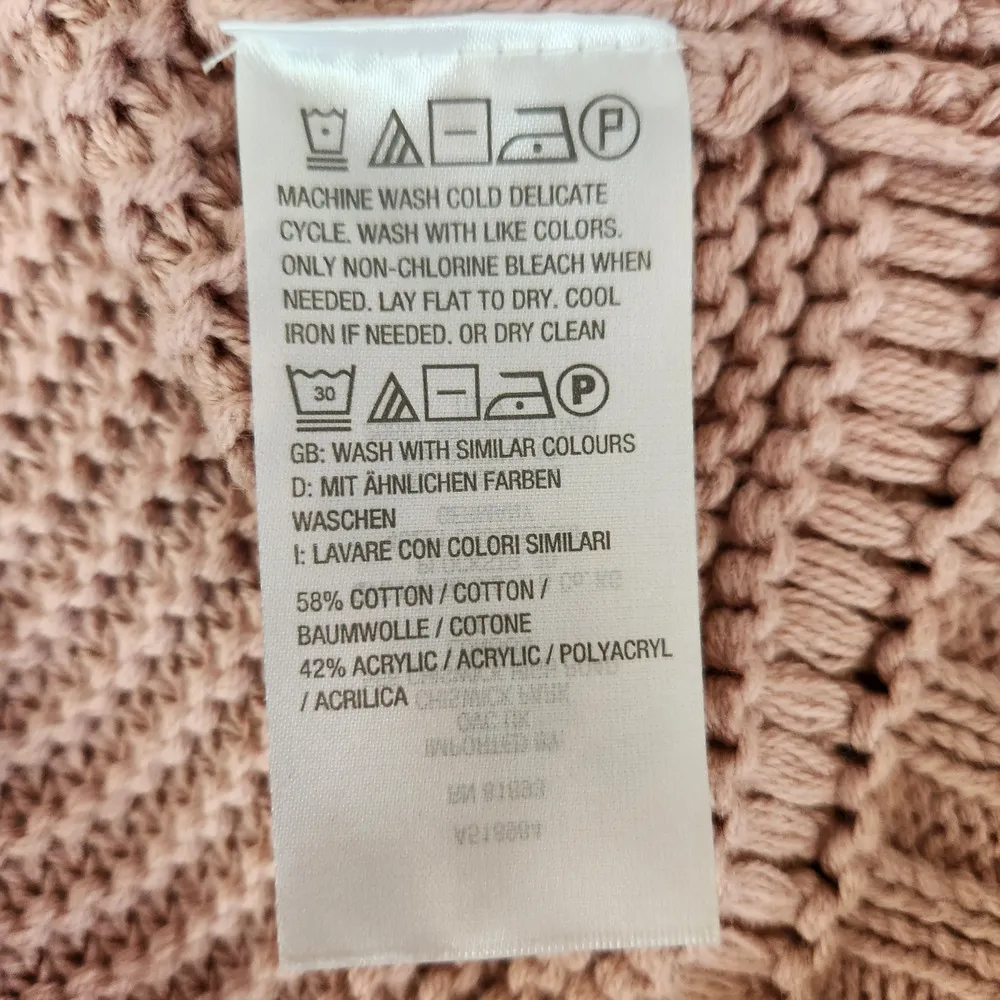 P
MACHINE WASH COLD DELICATE
CYCLE. WASH WITH LIKE COLORS.
ONLY NON-CHLORINE BLEACH WHEN
NEEDED. LAY FLAT TO DRY. COOL
IRON IF NEEDED. OR DRY CLEAN
30 P
GB: WASH WITH SIMILAR COLOURS
D: MIT ÄHNLICHEN FARBEN
WASCHEN
I: LAVARE CON COLORI SIMILARI
58% COTTON / COTTON /
BAUMWOLLE / COTONE
42% ACRYLIC / ACRYLIC / POLYACRYL
/ ACRILICA